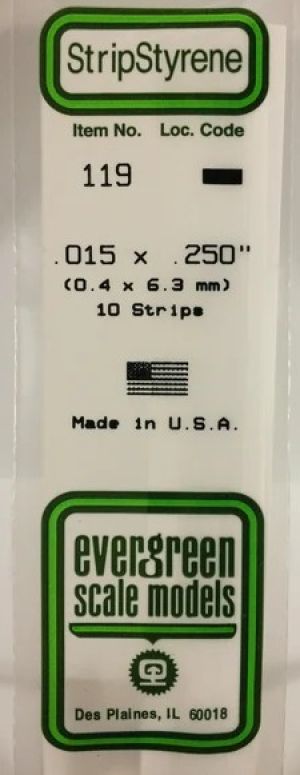 StripStyrene
Item No. Loc. Code
119
.015 x .250"
(0.4 x 6.3 mm)
10 Strips
Made in U.S.A.
evergreen
scale models
Des Plaines, IL 60018